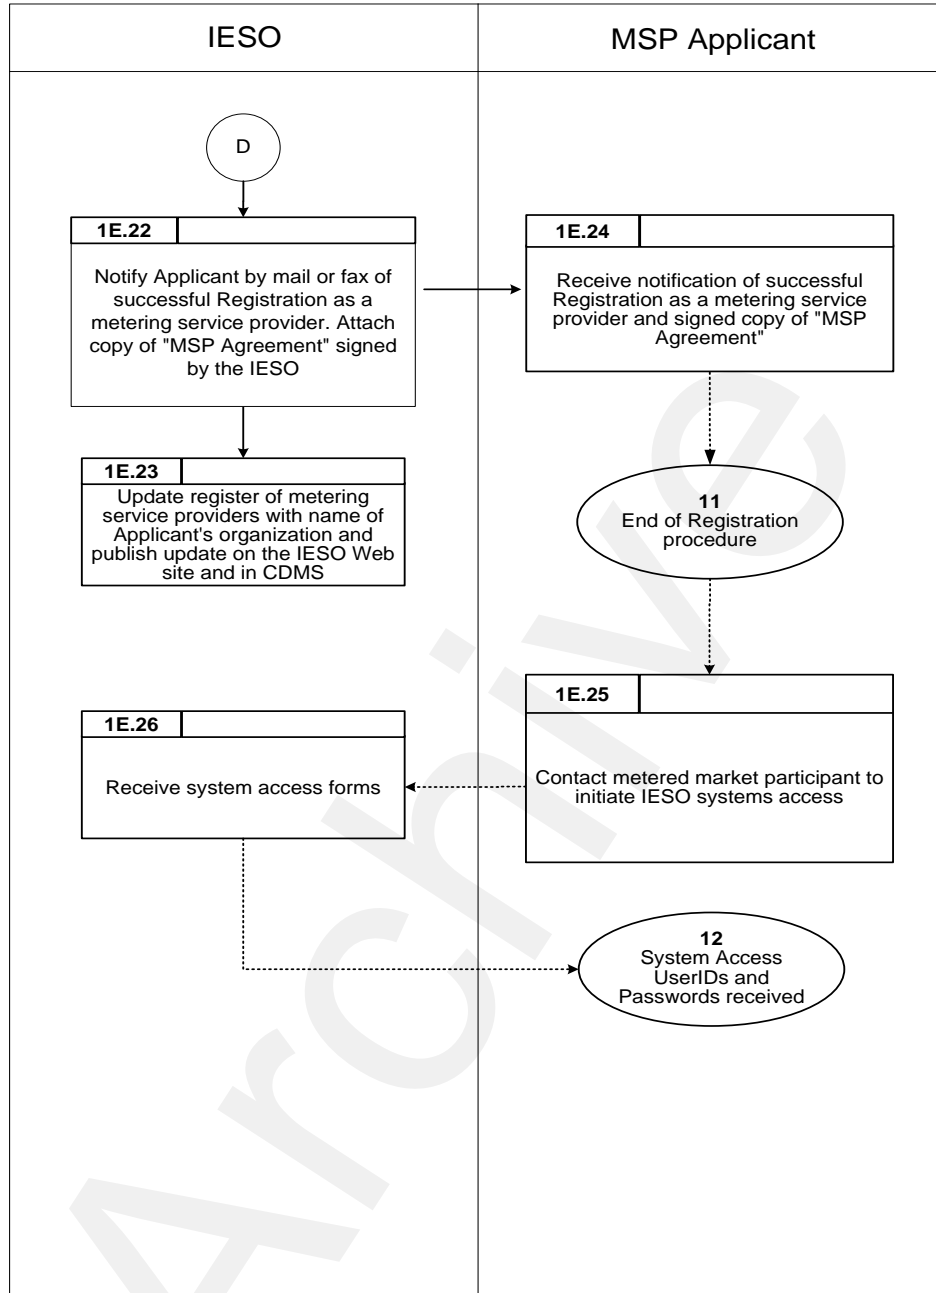 IESO
MSP Applicant
D
1E.22
Notify Applicant by mail or fax of
successful Registration as a
metering service provider. Attach
copy of "MSP Agreement" signed
by the IESO
1E.24
Receive notification of successful
Registration as a metering service
provider and signed copy of "MSP
Agreement"
1E.23
Update register of metering
service providers with name of
Applicant's organization and
publish update on the IESO Web
site and in CDMS
11
End of Registration
procedure
1E.25
Contact metered market participant to
initiate IESO systems access
1E.26
Receive system access forms
12
System Access
UserIDs and
Passwords received
Archive